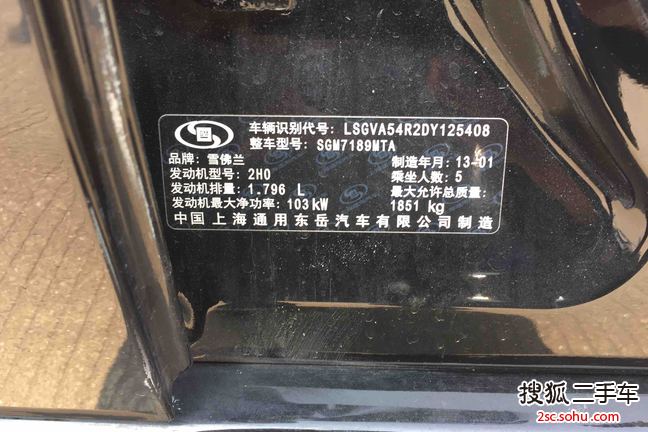 车辆识别代号: LSGVA54R2DY125408
整车型号: SGM7189MTA
品牌: 雪佛兰 制造年月: 13-01
发动机型号: 2H0 乘坐人数: 5
发动机排量: 1.796 L 最大允许总质量:
发动机最大净功率: 103kW 1851 kg
中国上海通用东岳汽车有限公司制造
搜狐二手车
2sc.sohu.com